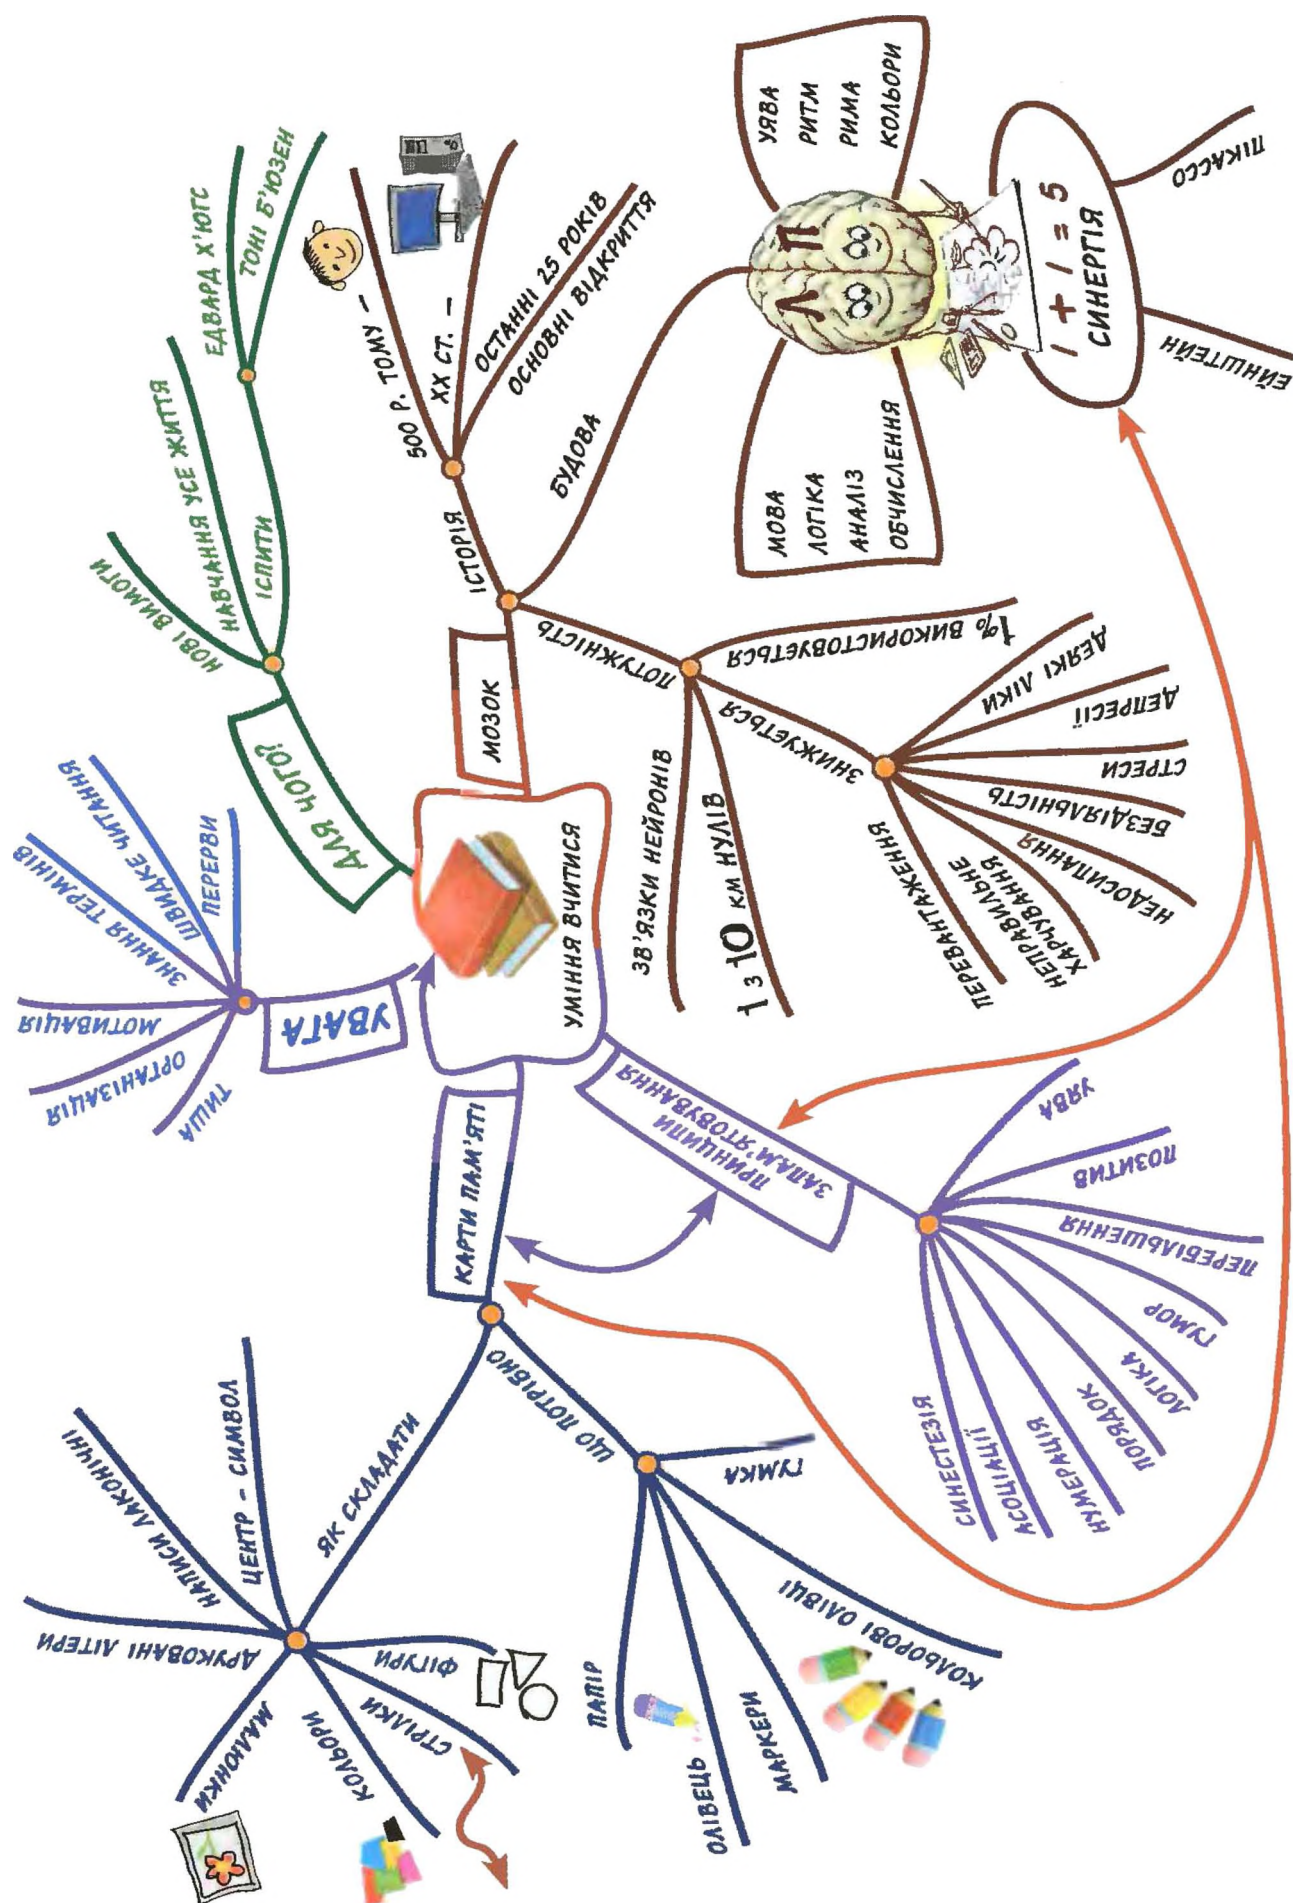 УМІННЯ ВЧИТИСЯ
ДЛЯ ЧОГО?
НОВІ ВИМОГИ
НАВЧАННЯ УСЕ ЖИТТЯ
ІСПИТИ
ЕДВАРД Х'ЮГС
ТОНІ Б'ЮЗЕН
МОЗОК
ІСТОРІЯ
500 Р. ТОМУ –
ХХ СТ. –
ОСТАННІ 25 РОКІВ
ОСНОВНІ ВІДКРИТТЯ
БУДОВА
Л П
УЯВА
РИТМ
РИМА
КОЛЬОРИ
МОВА
ЛОГІКА
АНАЛІЗ
ОБЧИСЛЕННЯ
1 + 1 = 5
СИНЕРГІЯ
ПІКАССО
ЕЙНШТЕЙН
ПОТУЖНІСТЬ
1% ВИКОРИСТОВУЄТЬСЯ
ЗВ'ЯЗКИ НЕЙРОНІВ
1 З 10 КМ НУЛІВ
ЗНИЖУЄТЬСЯ
ДЕЯКІ ЛІКИ
ДЕПРЕСІЇ
СТРЕСИ
БЕЗДІЯЛЬНІСТЬ
НЕДОСИПАННЯ
НЕПРАВИЛЬНЕ
ХАРЧУВАННЯ
ПЕРЕВАНТАЖЕННЯ
ПРИНЦИПИ
ЗАПАМ'ЯТОВУВАННЯ
УЯВА
ПОЗИТИВ
ПЕРЕБІЛЬШЕННЯ
ГУМОР
ЛОГІКА
ПОРЯДОК
НУМЕРАЦІЯ
АСОЦІАЦІЇ
СИНЕСТЕЗІЯ
КАРТИ ПАМ'ЯТІ
ЩО ПОТРІБНО
ГУМКА
КОЛЬОРОВІ ОЛІВЦІ
МАРКЕРИ
ОЛІВЕЦЬ
ПАПІР
ЯК СКЛАДАТИ
ФІГУРИ
СТРІЛКИ
КОЛЬОРИ
МАЛЮНКИ
ДРУКОВАНІ ЛІТЕРИ
НАПИСИ ЛАКОНІЧНІ
ЦЕНТР – СИМВОЛ
УВАГА
ТИША
ОРГАНІЗАЦІЯ
МОТИВАЦІЯ
ЗНАННЯ ТЕРМІНІВ
ШВИДКЕ ЧИТАННЯ
ПЕРЕРВИ